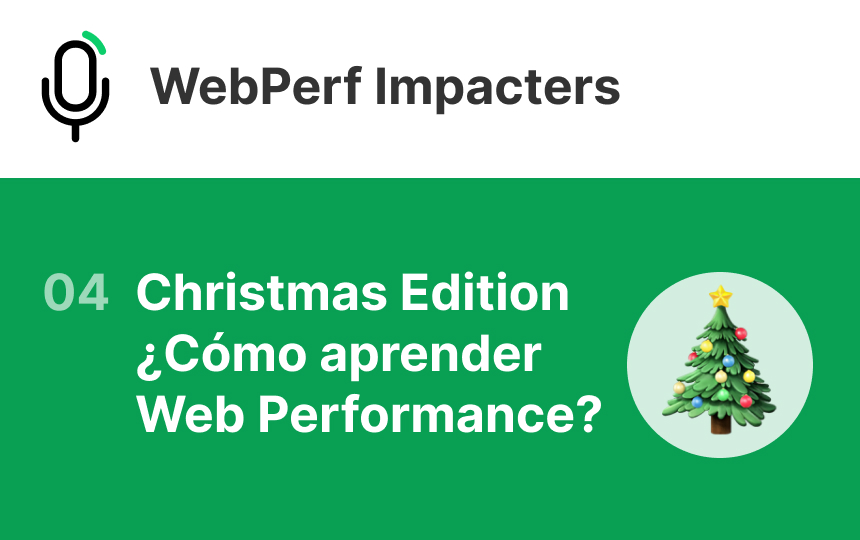 WebPerf Impacters
04 Christmas Edition
¿Cómo aprender
Web Performance?